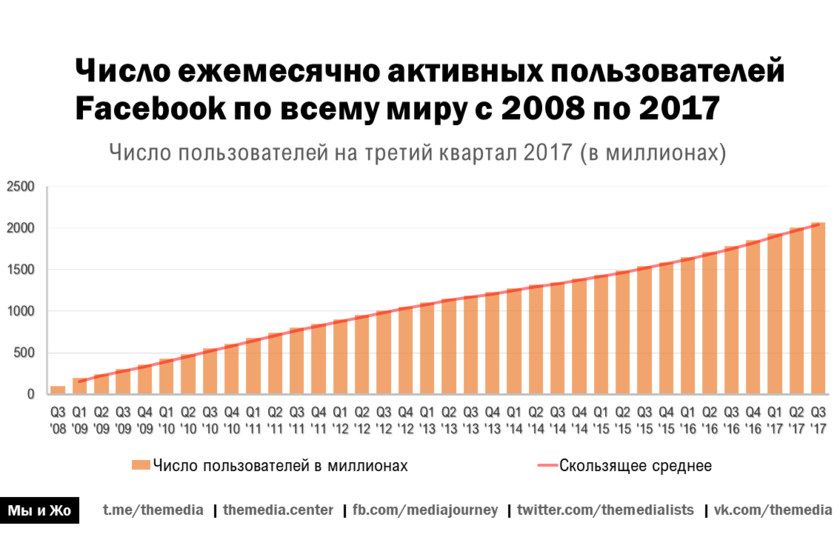 Число ежемесячно активных пользователей
Facebook по всему миру с 2008 по 2017
Число пользователей на третий квартал 2017 (в миллионах)
2500
2000
1500
1000
500
0
Q3 Q1 Q2 Q3 Q4 Q1 Q2 Q3 Q4 Q1 Q2 Q3 Q4 Q1 Q2 Q3 Q4 Q1 Q2 Q3 Q4 Q1 Q2 Q3 Q4 Q1 Q2 Q3 Q4 Q1 Q2 Q3 Q4 Q1 Q2 Q3
'08 '09 '09 '09 '09 '10 '10 '10 '10 '11 '11 '11 '11 '12 '12 '12 '12 '13 '13 '13 '13 '14 '14 '14 '14 '15 '15 '15 '15 '16 '16 '16 '16 '17 '17 '17
Число пользователей в миллионах Скользящее среднее
Мы и Жо t.me/themedia | themedia.center | fb.com/mediajourney | twitter.com/themedialists | vk.com/themedia